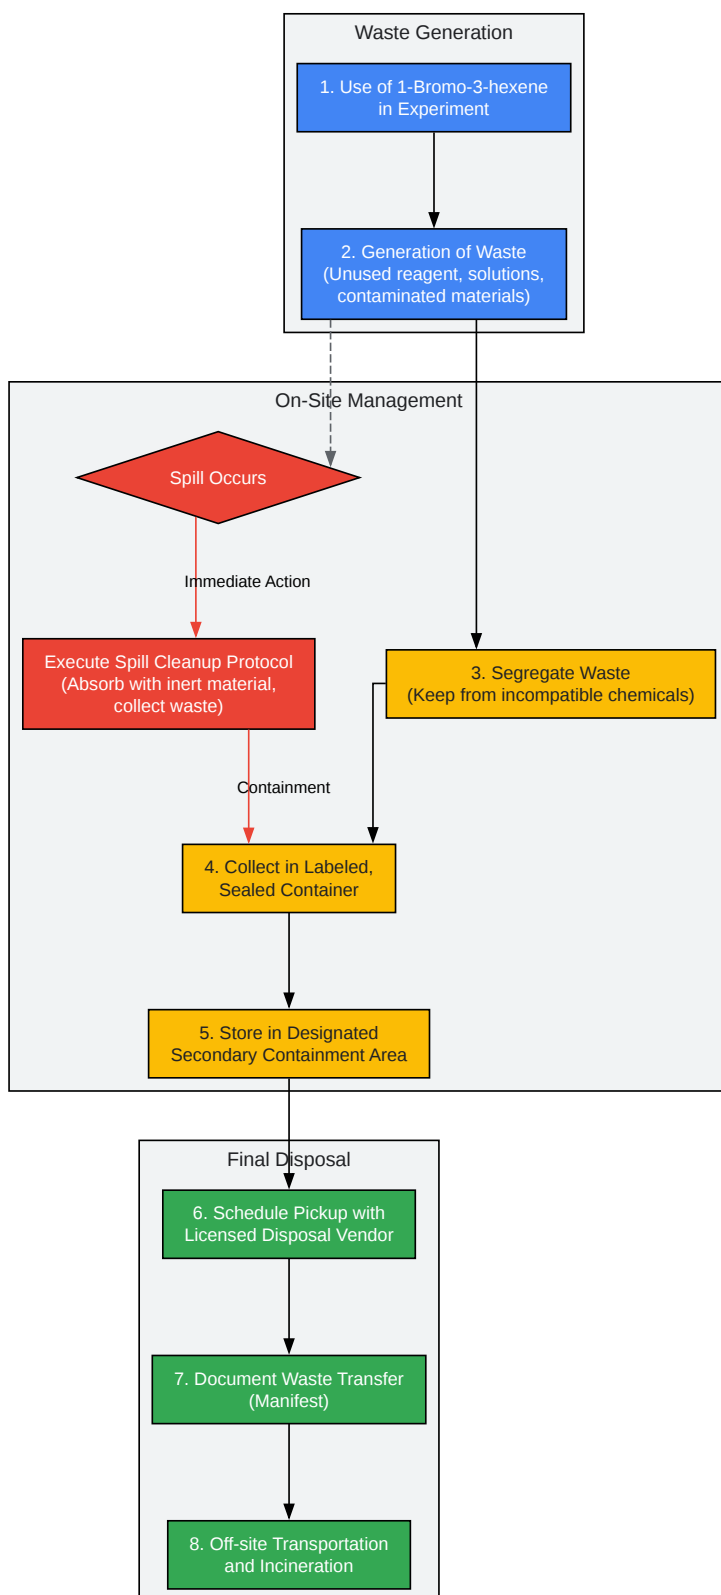 Waste Generation
1. Use of 1-Bromo-3-hexene
in Experiment
2. Generation of Waste
(Unused reagent, solutions,
contaminated materials)
On-Site Management
Spill Occurs
Immediate Action
Execute Spill Cleanup Protocol
(Absorb with inert material,
collect waste)
3. Segregate Waste
(Keep from incompatible chemicals)
Containment
4. Collect in Labeled,
Sealed Container
5. Store in Designated
Secondary Containment Area
Final Disposal
6. Schedule Pickup with
Licensed Disposal Vendor
7. Document Waste Transfer
(Manifest)
8. Off-site Transportation
and Incineration